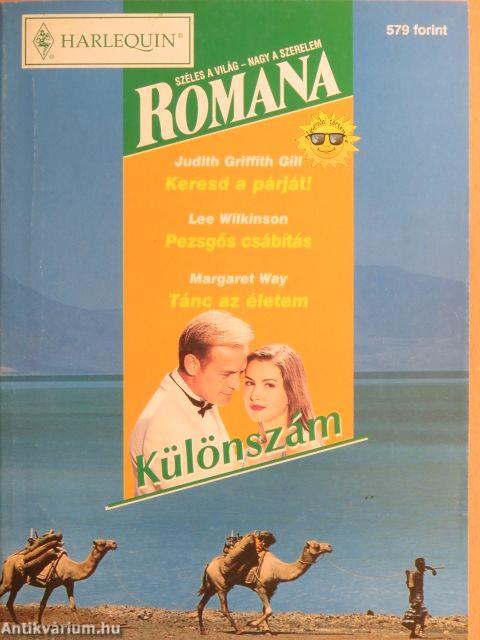 HARLEQUIN®
579 forint
SZÉLES A VILÁG – NAGY A SZERELEM
ROMANA
Judith Griffith Gill
Keresd a párját!
Lee Wilkinson
Pezsgős csábítás
Margaret Way
Tánc az életem
Különszám
Antikvárium.hu